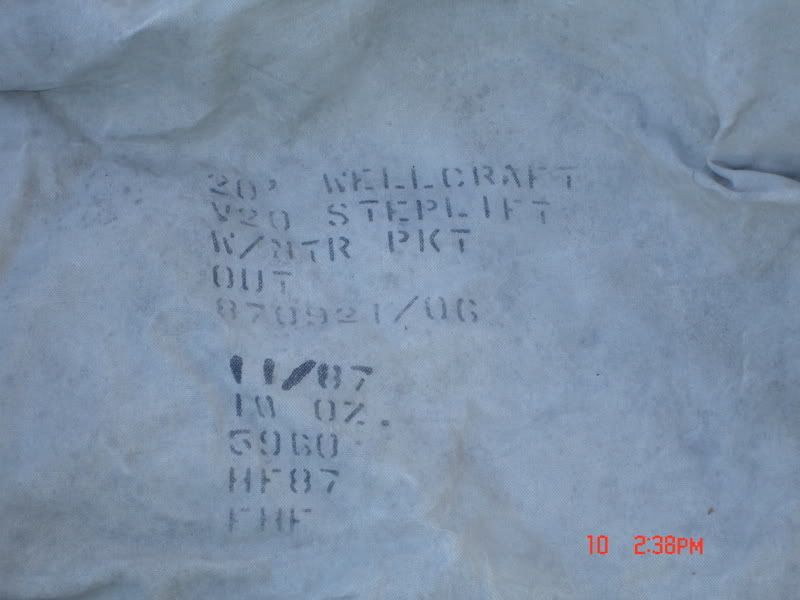 20' WELLCRAFT
V20 STEPLIFT
W/MTR PKT
OUT
870921/06
11/87
10 OZ.
5960
HF87
FHF
10 2:38PM